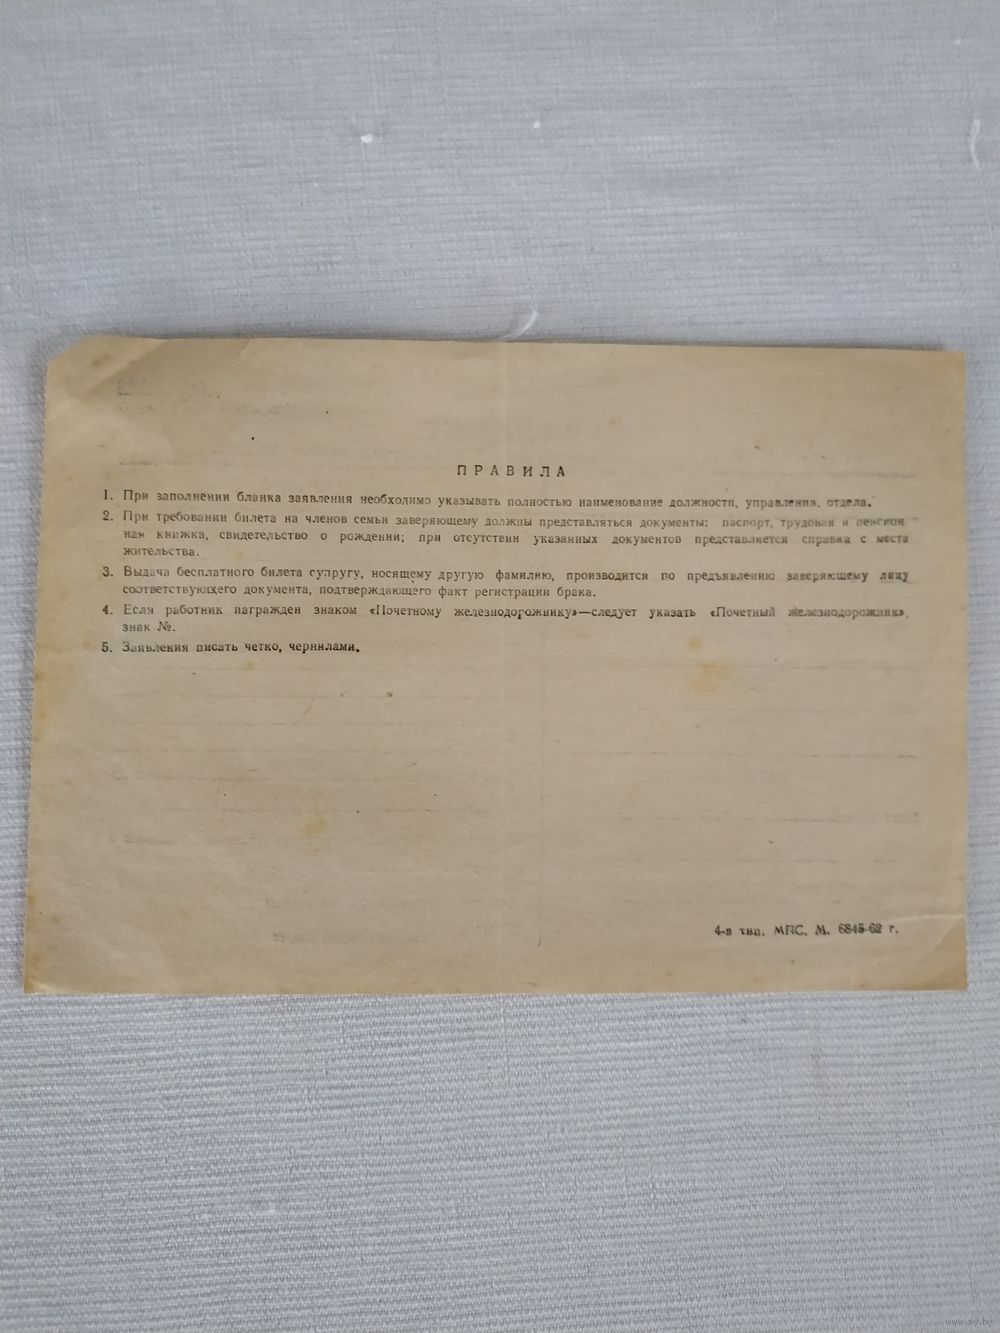 ПРАВИЛА
1. При заполнении бланка заявления необходимо указывать полностью наименование должности, управления, отдела.
2. При требовании билета на членов семьи заверяющему должны представляться документы: паспорт, трудовая и пенсион
ная книжка, свидетельство о рождении; при отсутствии указанных документов представляется справка с места
жительства.
3. Выдача бесплатного билета супругу, носящему другую фамилию, производится по предъявлению заверяющему лицу
соответствующего документа, подтверждающего факт регистрации брака.
4. Если работник награжден знаком «Почетному железнодорожнику»—следует указать «Почетный железнодорожник»,
знак №.
5. Заявления писать четко, чернилами.
4-я тип. МПС. М. 6845-62 г.
www.ay.by